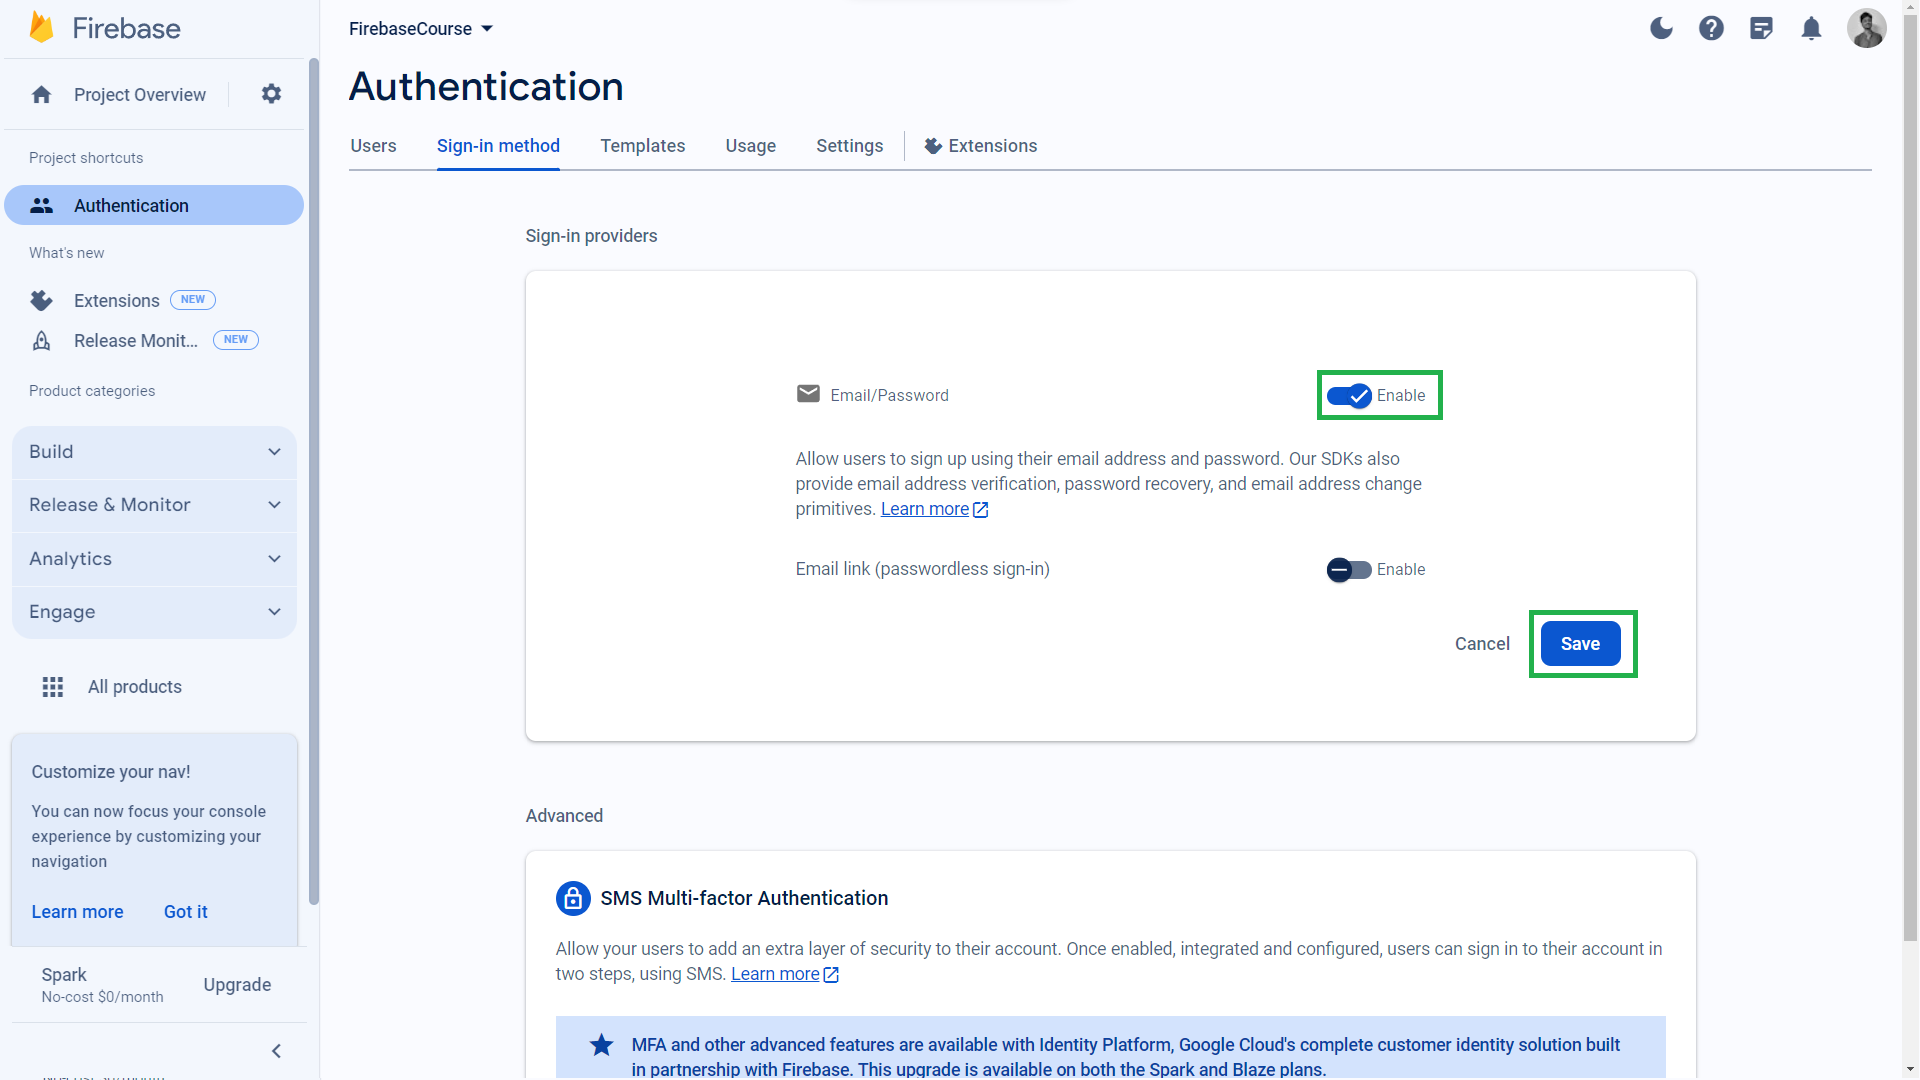 Firebase
Project Overview
Project shortcuts
Authentication
What's new
Extensions NEW
Release Monit... NEW
Product categories
Build
Release & Monitor
Analytics
Engage
All products
Customize your nav!
You can now focus your console
experience by customizing your
navigation
Learn more Got it
Spark
No-cost $0/month
Upgrade
FirebaseCourse
Authentication
Users Sign-in method Templates Usage Settings Extensions
Sign-in providers
Email/Password Enable
Allow users to sign up using their email address and password. Our SDKs also
provide email address verification, password recovery, and email address change
primitives. Learn more
Email link (passwordless sign-in) Enable
Cancel Save
Advanced
SMS Multi-factor Authentication
Allow your users to add an extra layer of security to their account. Once enabled, integrated and configured, users can sign in to their account in
two steps, using SMS. Learn more
MFA and other advanced features are available with Identity Platform, Google Cloud's complete customer identity solution built
in partnership with Firebase. This upgrade is available on both the Spark and Blaze plans.